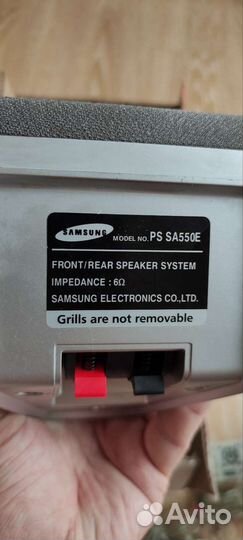 SAMSUNG MODEL NO. PS SA550E
FRONT/REAR SPEAKER SYSTEM
IMPEDANCE : 6Ω
SAMSUNG ELECTRONICS CO.,LTD.
Grills are not removable
Avito